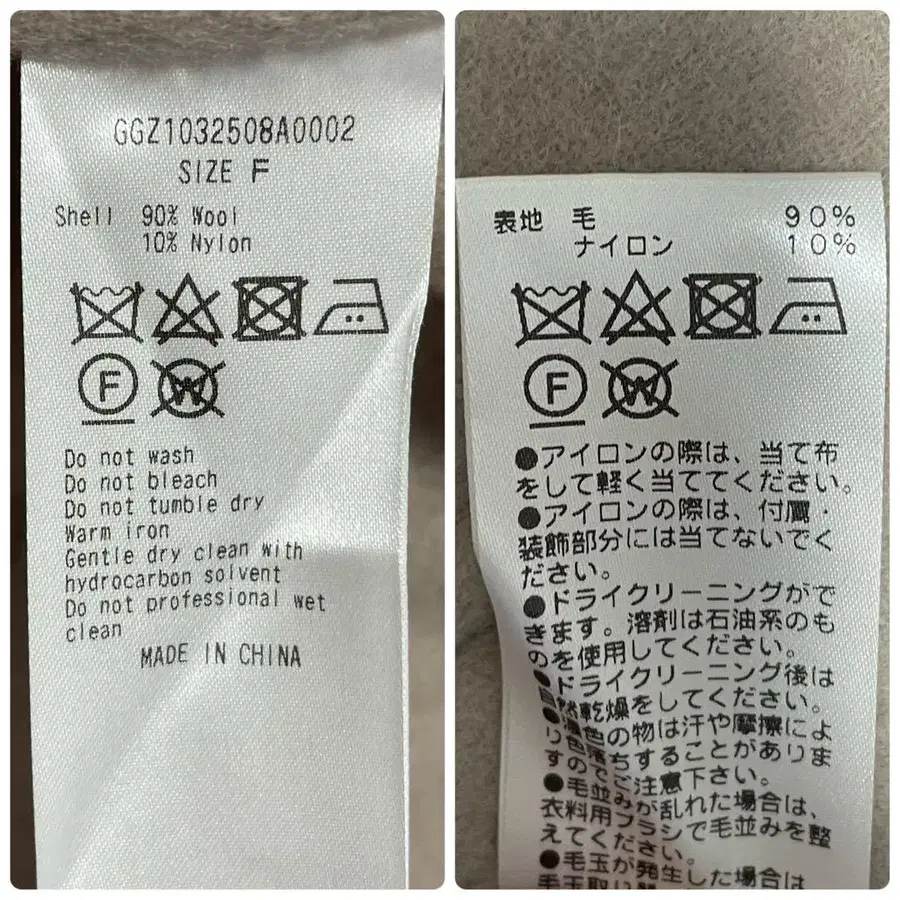 GGZ1032508A0002
SIZE F
Shell 90% Wool
10% Nylon
F
W
Do not wash
Do not bleach
Do not tumble dry
Warm iron
Gentle dry clean with
hydrocarbon solvent
Do not professional wet
clean
MADE IN CHINA
表地 毛 90%
ナイロン 10%
F
W
●アイロンの際は、当て布
をして軽く当ててください。
●アイロンの際は、付属・
装飾部分には当てないでく
ださい。
●ドライクリーニングがで
きます。溶剤は石油系のも
のを使用してください。
●ドライクリーニング後は
自然乾燥をしてください。
●濃色の物は汗や摩擦によ
り色落ちすることがありま
すのでご注意下さい。
●毛並みが乱れた場合は、
衣料用ブラシで毛並みを整
えてください。
●毛玉が発生した場合は
毛玉取り